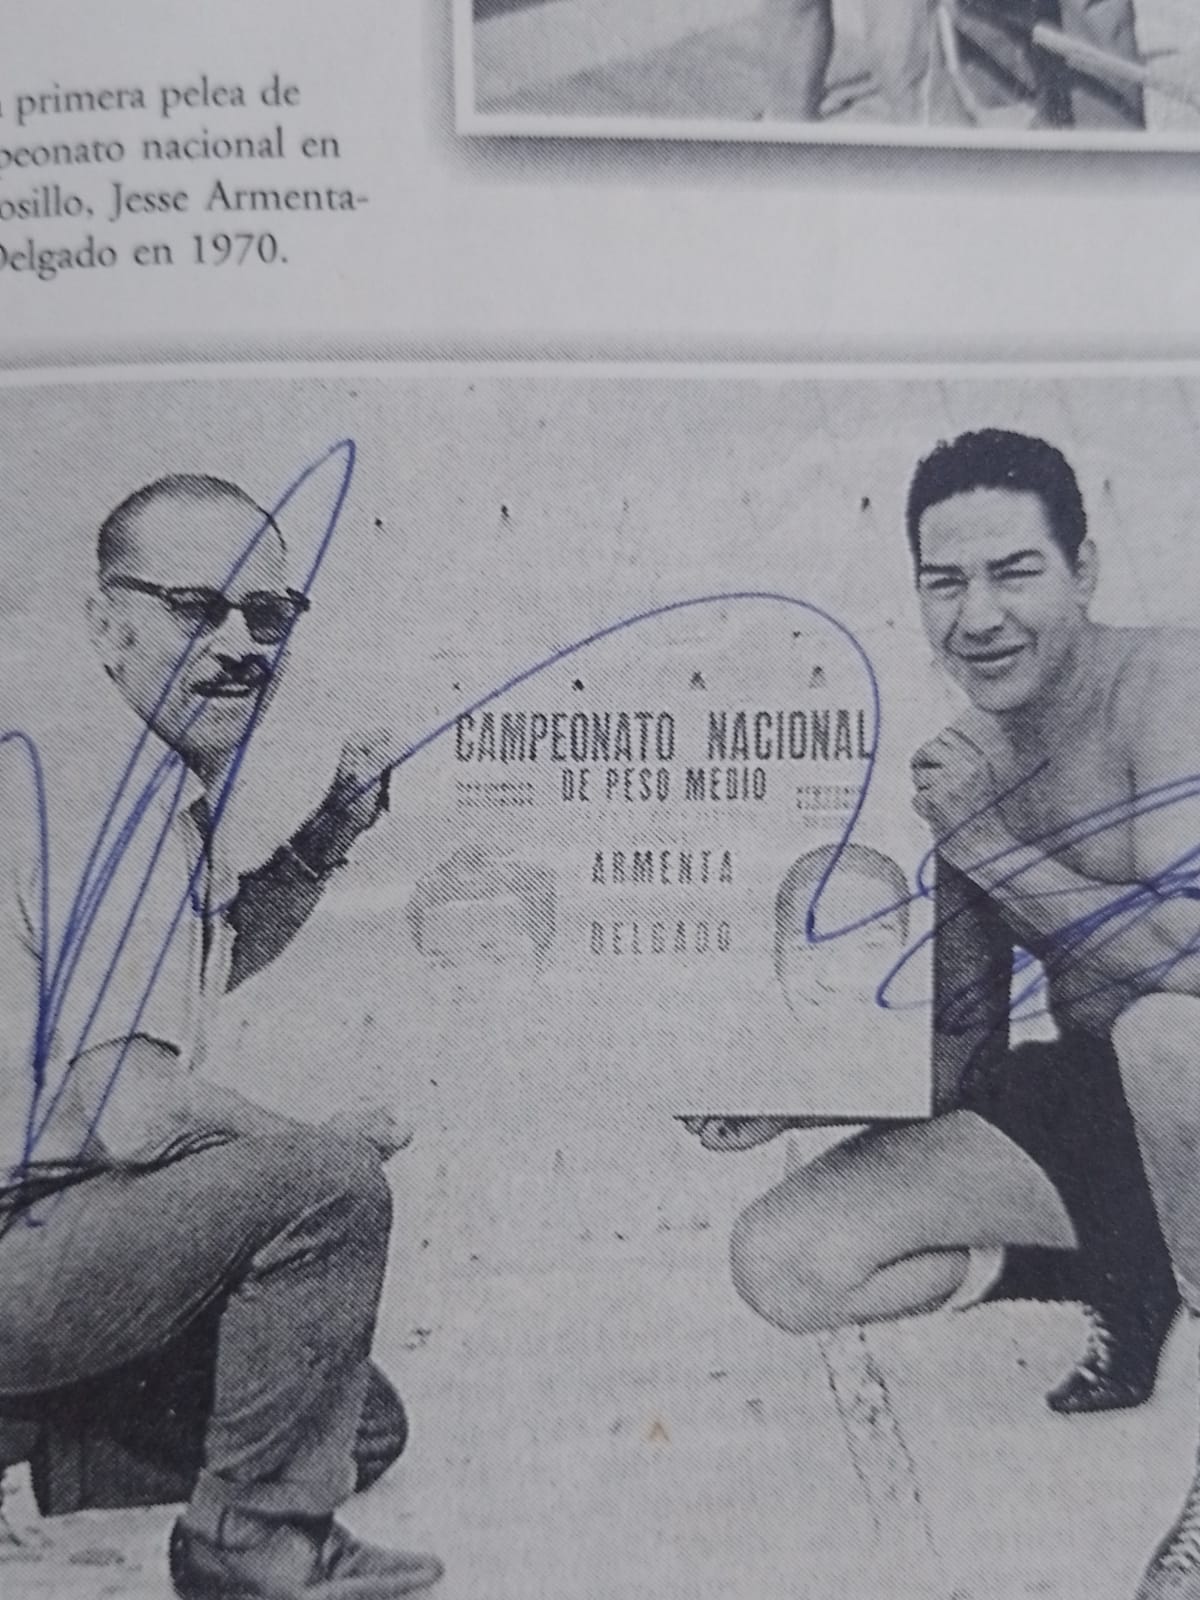 primera pelea de
peonato nacional en
osillo, Jesse Armenta-
Delgado en 1970.
CAMPEONATO NACIONAL
DE PESO MEDIO
ARMENTA
DELGADO